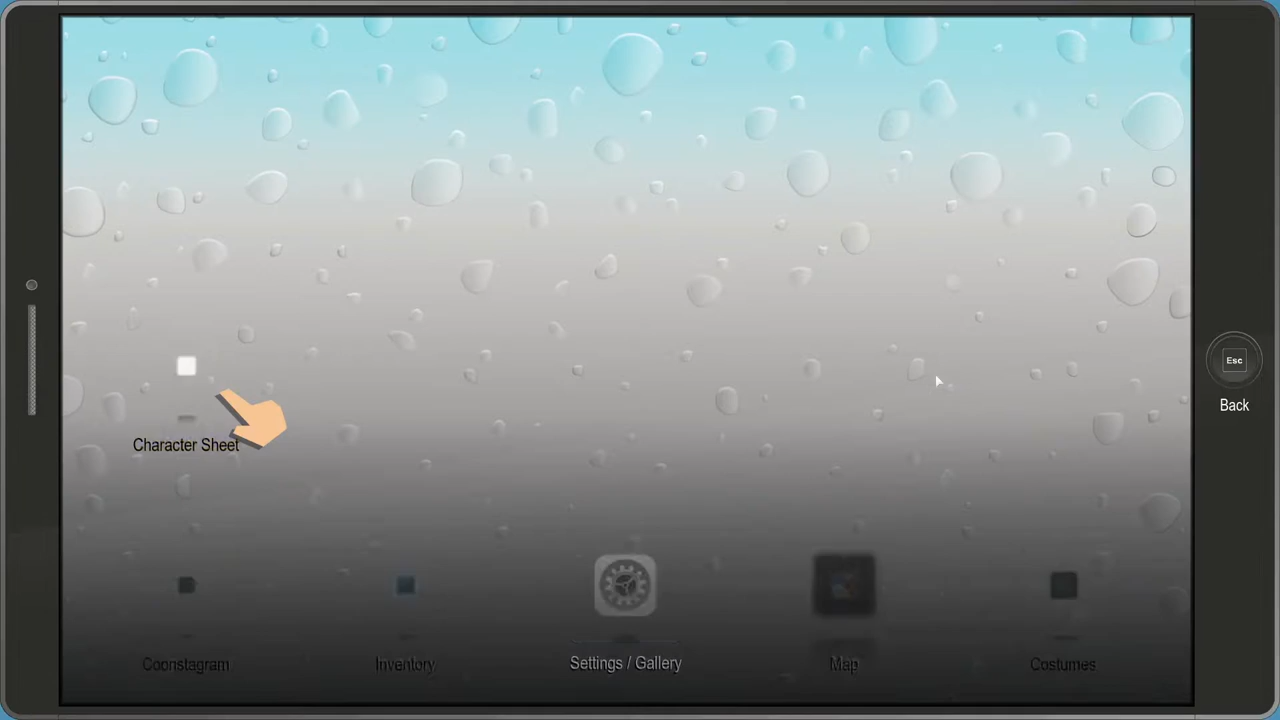 Esc
Back
Character Sheet
Coonstagram
Inventory
Settings / Gallery
Map
Costumes